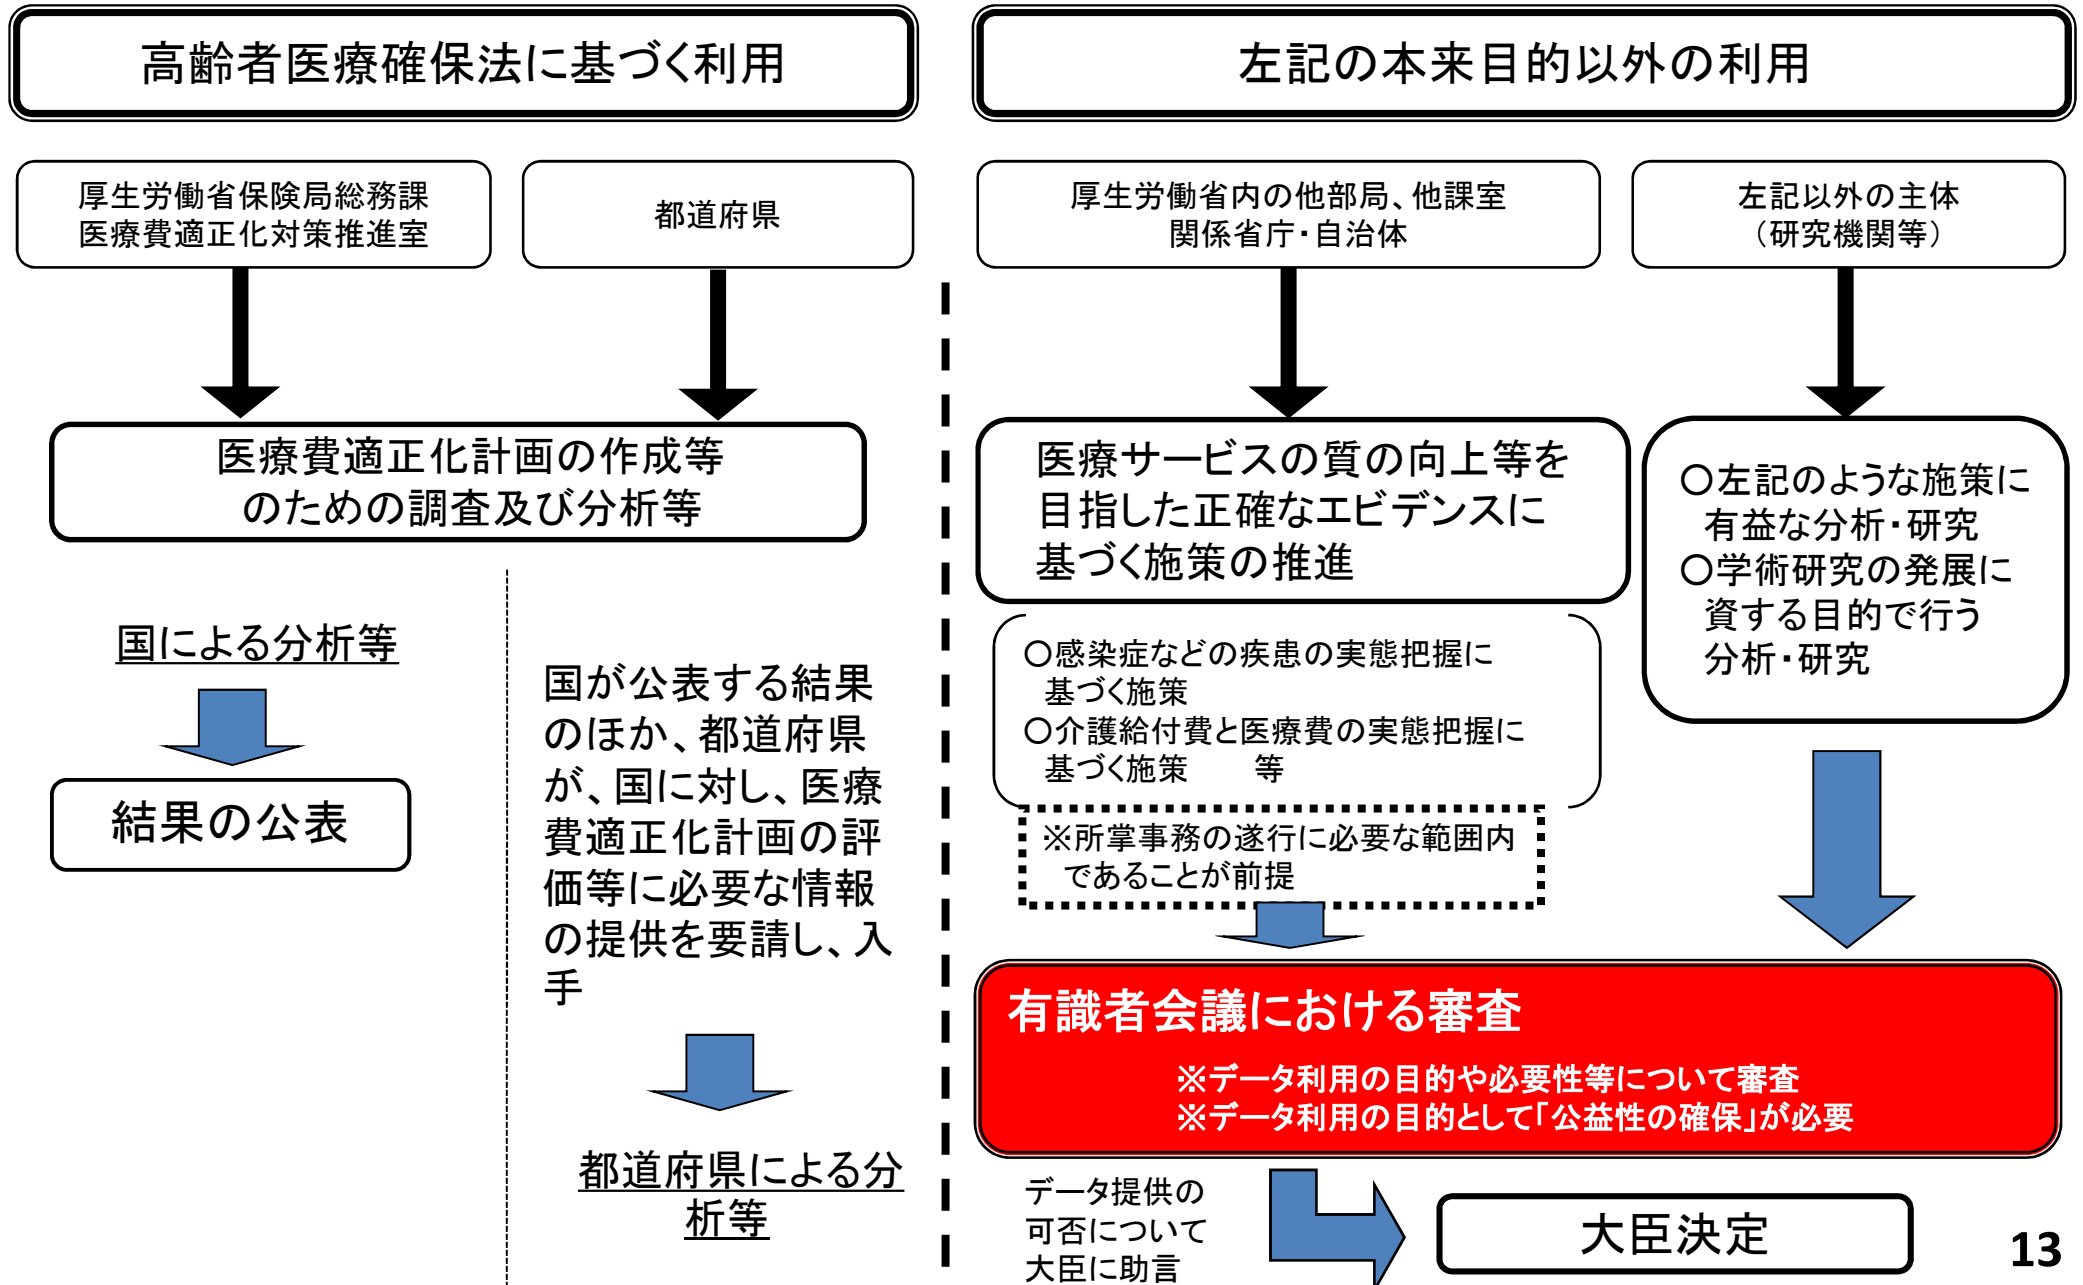 高齢者医療確保法に基づく利用
厚生労働省保険局総務課
医療費適正化対策推進室
都道府県
医療費適正化計画の作成等
のための調査及び分析等
国による分析等
結果の公表
国が公表する結果
のほか、都道府県
が、国に対し、医療
費適正化計画の評
価等に必要な情報
の提供を要請し、入
手
都道府県による分
析等
左記の本来目的以外の利用
厚生労働省内の他部局、他課室
関係省庁・自治体
左記以外の主体
（研究機関等）
医療サービスの質の向上等を
目指した正確なエビデンスに
基づく施策の推進
○感染症などの疾患の実態把握に
基づく施策
○介護給付費と医療費の実態把握に
基づく施策　　等
※所掌事務の遂行に必要な範囲内
であることが前提
○左記のような施策に
有益な分析・研究
○学術研究の発展に
資する目的で行う
分析・研究
有識者会議における審査
※データ利用の目的や必要性等について審査
※データ利用の目的として「公益性の確保」が必要
データ提供の
可否について
大臣に助言
大臣決定
13